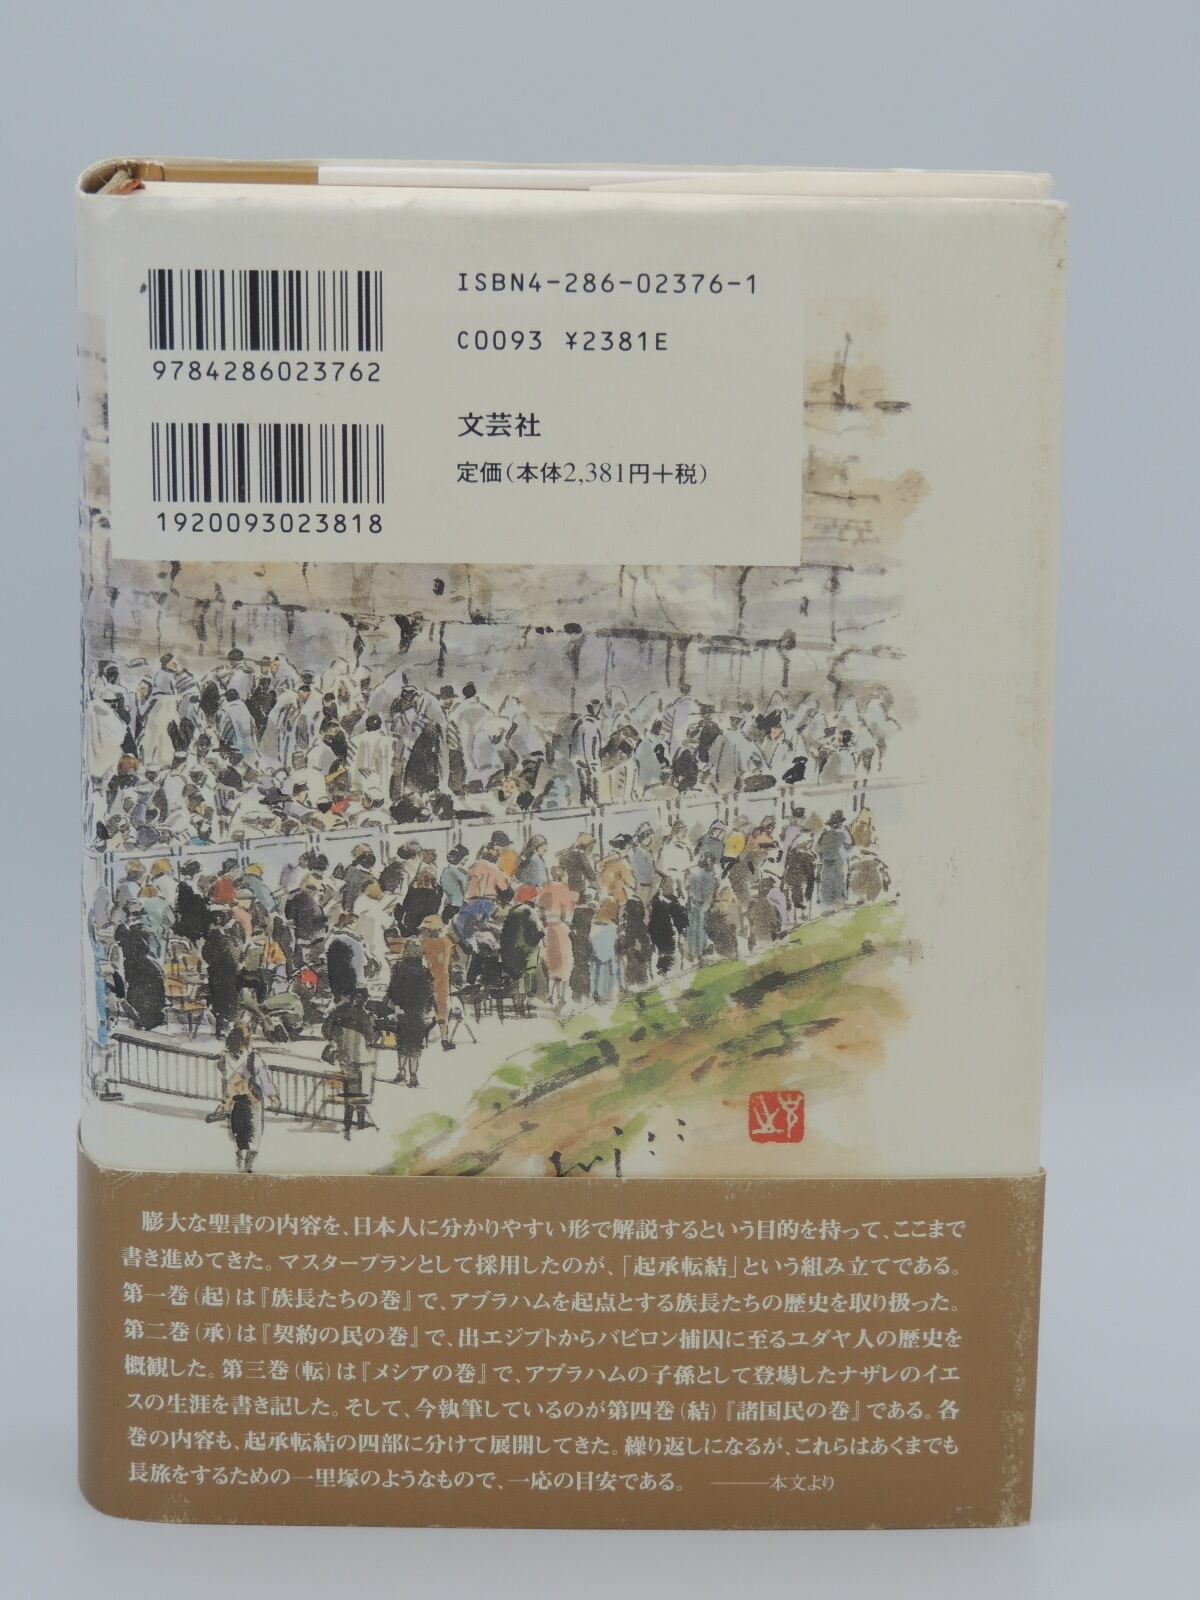 ISBN4-286-02376-1
C0093 ¥2381E
9784286023762
文芸社
定価(本体2,381円+税)
1920093023818
膨大な聖書の内容を、日本人に分かりやすい形で解説するという目的を持って、ここまで
書き進めてきた。マスタープランとして採用したのが、「起承転結」という組み立てである。
第一巻(起)は『族長たちの巻』で、アブラハムを起点とする族長たちの歴史を取り扱った。
第二巻(承)は『契約の民の巻』で、出エジプトからバビロン捕囚に至るユダヤ人の歴史を
概観した。第三巻(転)は『メシアの巻』で、アブラハムの子孫として登場したナザレのイエ
スの生涯を書き記した。そして、今執筆しているのが第四巻(結)『諸国民の巻』である。各
巻の内容も、起承転結の四部に分けて展開してきた。繰り返しになるが、これらはあくまでも
長旅をするための一里塚のようなもので、一応の目安である。 ――本文より